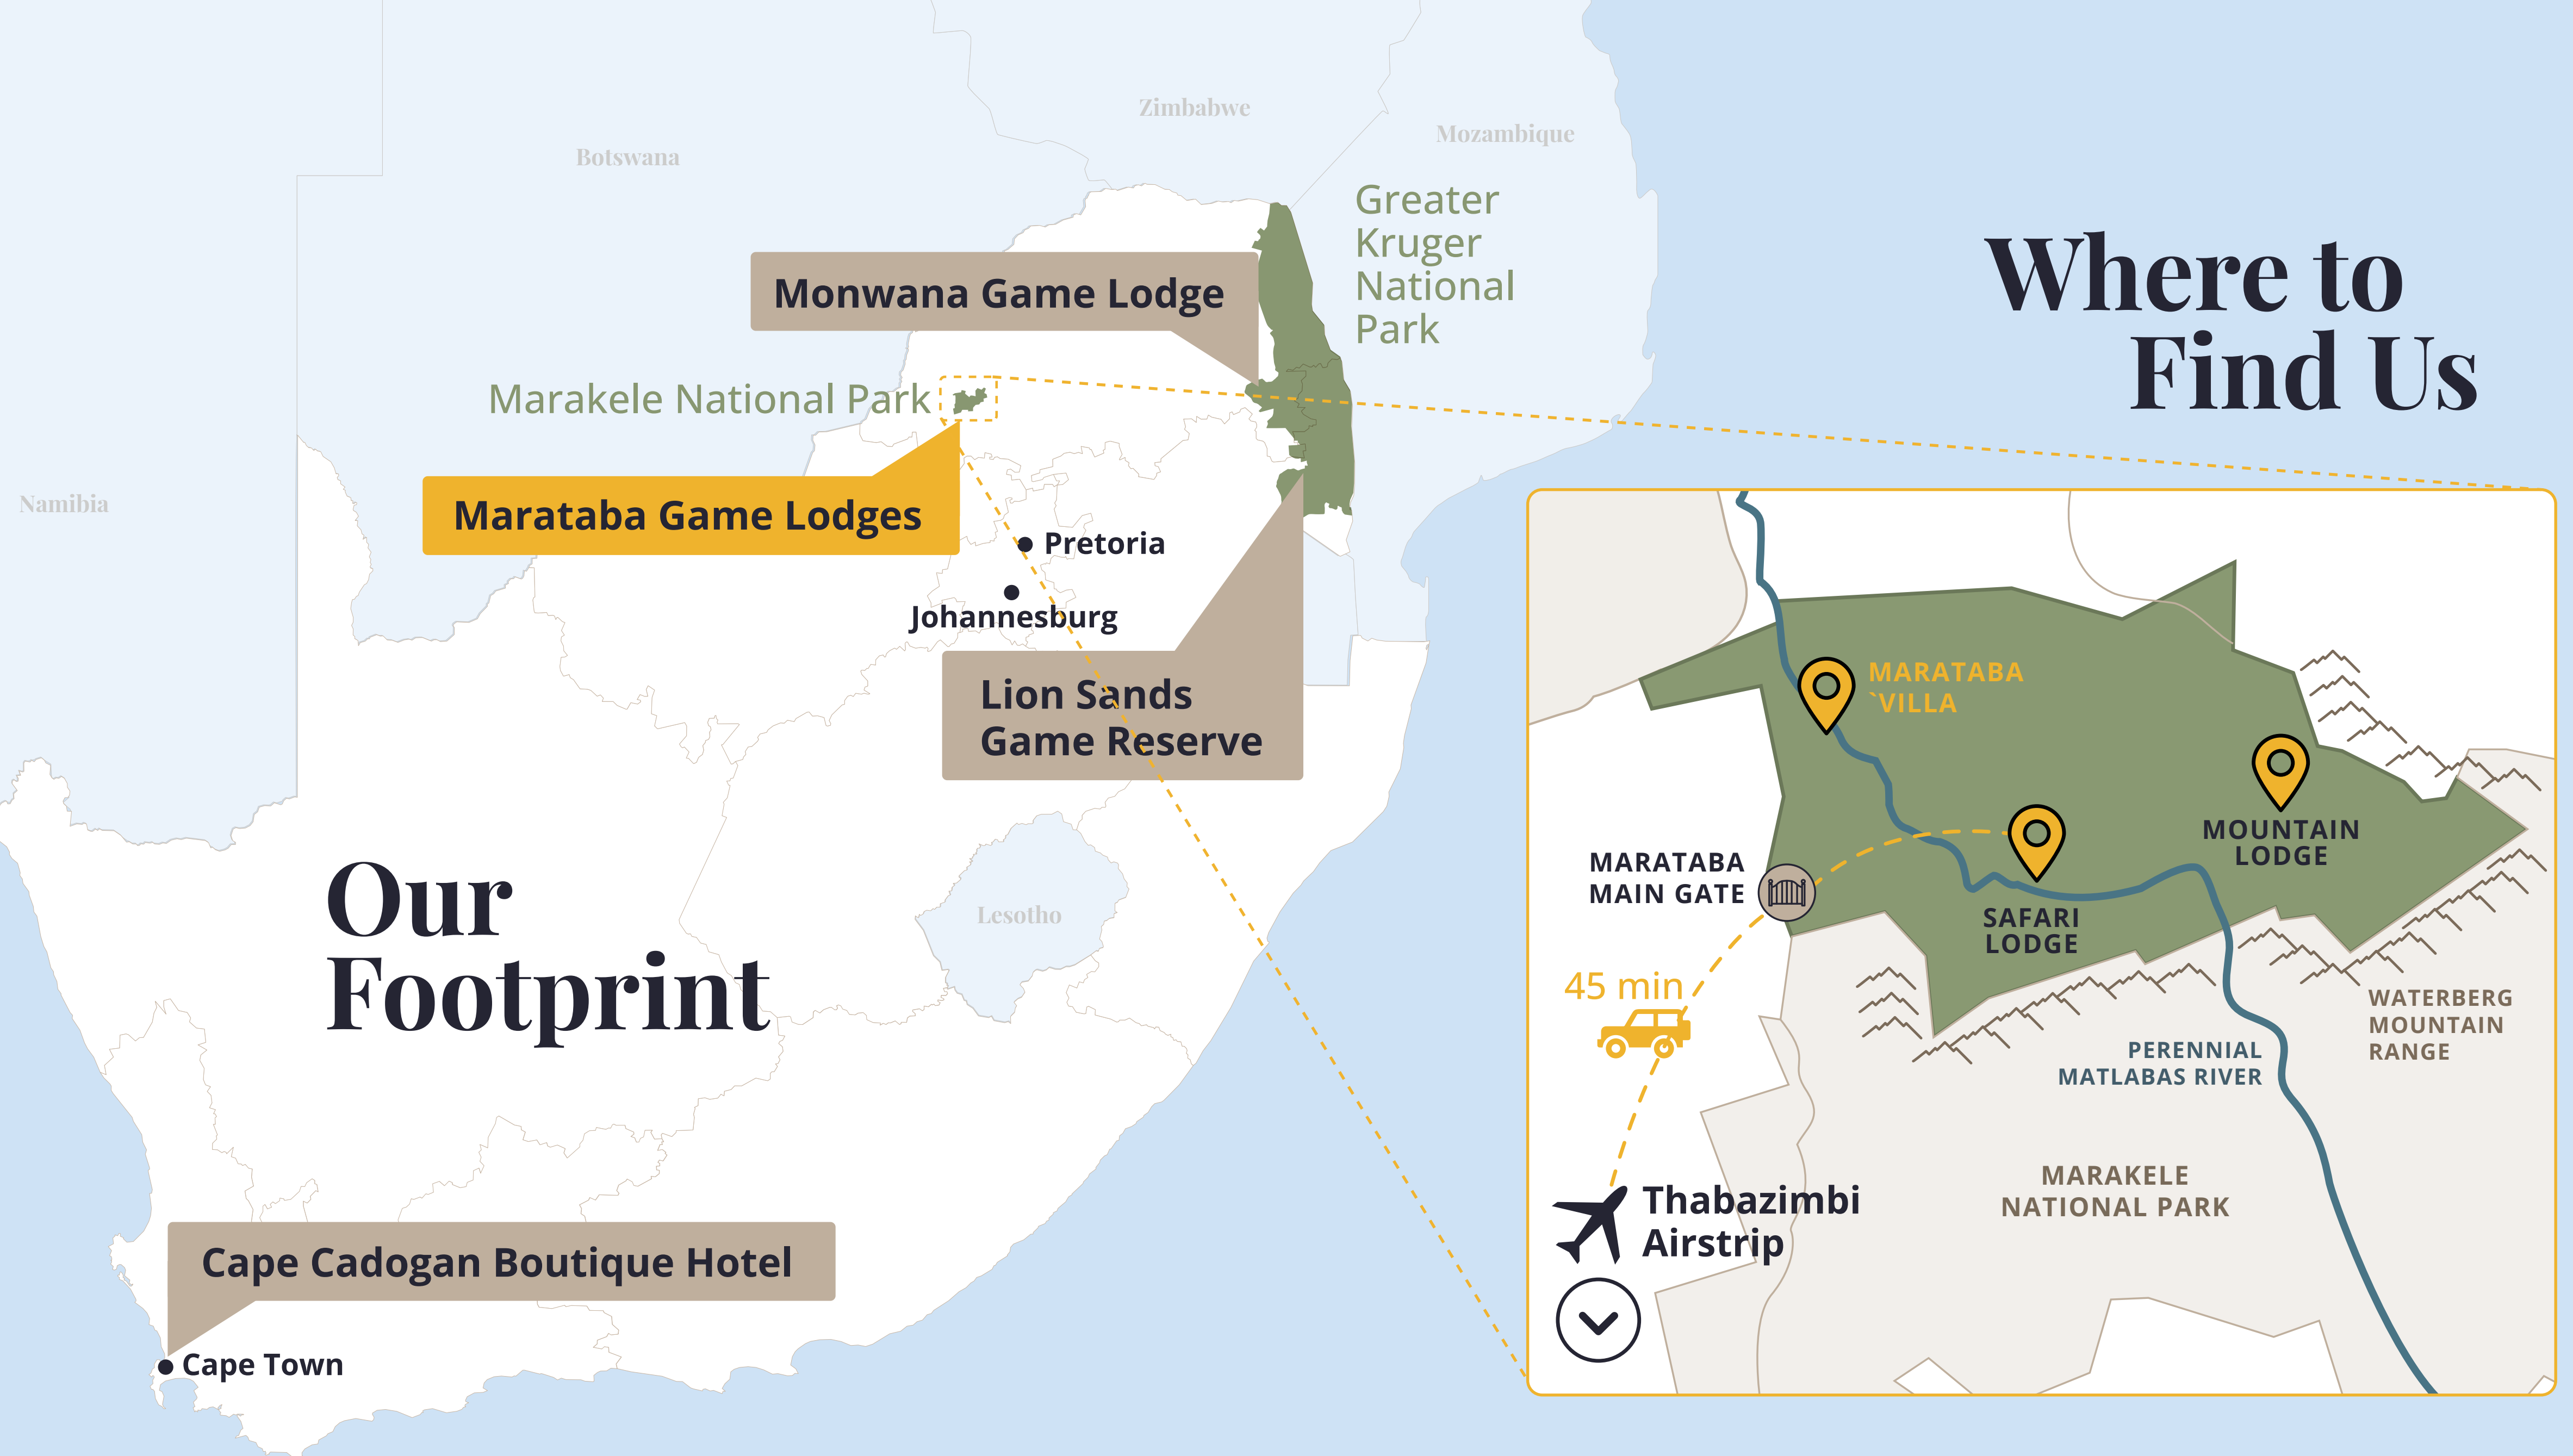 Zimbabwe
Mozambique
Botswana
Namibia
Lesotho
Greater
Kruger
National
Park
Monwana Game Lodge
Marakele National Park
Marataba Game Lodges
Pretoria
Johannesburg
Lion Sands
Game Reserve
Our
Footprint
Cape Cadogan Boutique Hotel
Cape Town
Where to
Find Us
MARATABA
`VILLA
MOUNTAIN
LODGE
MARATABA
MAIN GATE
SAFARI
LODGE
45 min
WATERBERG
MOUNTAIN
RANGE
PERENNIAL
MATLABAS RIVER
MARAKELE
NATIONAL PARK
Thabazimbi
Airstrip